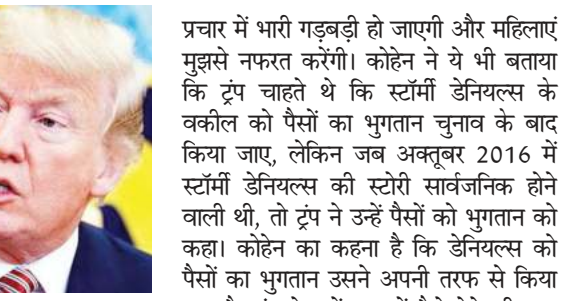 प्रचार में भारी गड़बड़ी हो जाएगी और महिलाएं
मुझसे नफरत करेंगी। कोहेन ने ये भी बताया
कि ट्रंप चाहते थे कि स्टॉर्मी डेनियल्स के
वकील को पैसों का भुगतान चुनाव के बाद
किया जाए, लेकिन जब अक्तूबर 2016 में
स्टॉर्मी डेनियल्स की स्टोरी सार्वजनिक होने
वाली थी, तो ट्रंप ने उन्हें पैसों को भुगतान को
कहा। कोहेन का कहना है कि डेनियल्स को
पैसों का भुगतान उसने अपनी तरफ से किया